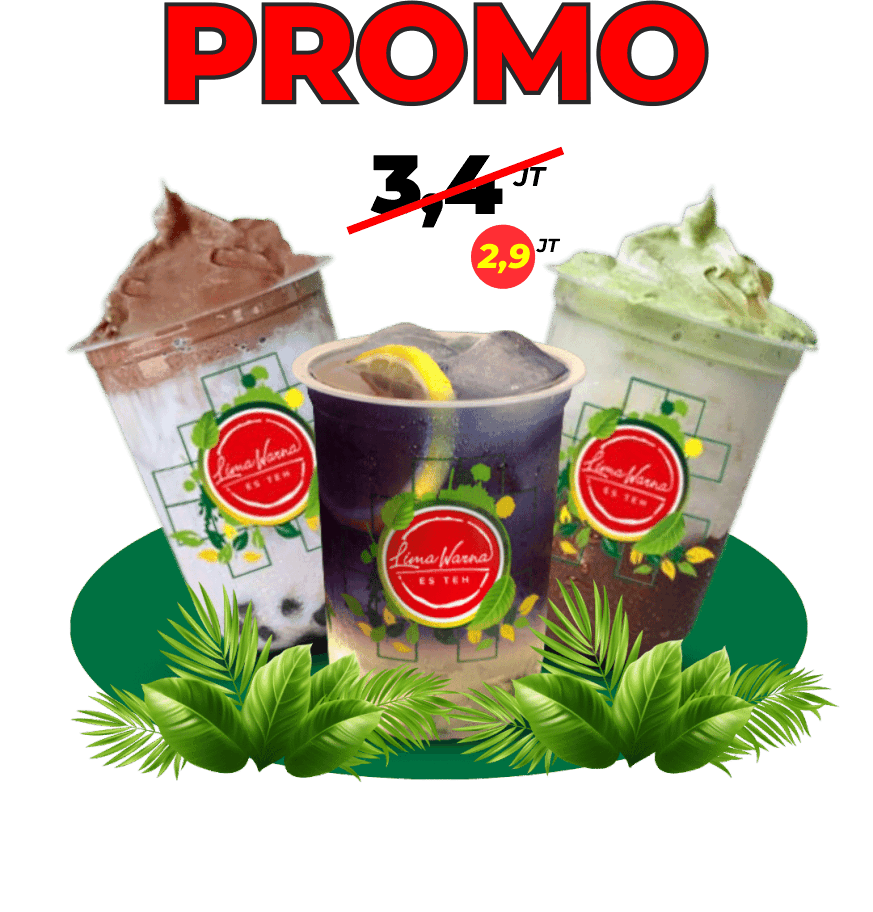 PROMO
3,4 JT
2,9 JT
Lima Warna
ES TEH
Lima Warna
ES TEH
Lima Warna
ES TEH